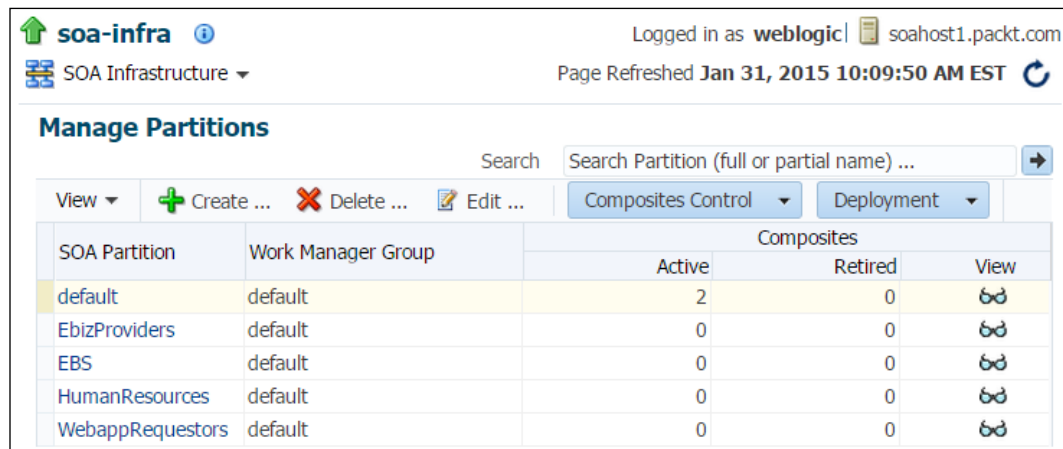 soa-infra
Logged in as weblogic| soahost1.packt.com
SOA Infrastructure
Page Refreshed Jan 31, 2015 10:09:50 AM EST
Manage Partitions
Search Search Partition (full or partial name) ...
View Create ... Delete ... Edit ... Composites Control Deployment
SOA Partition Work Manager Group Composites
Active Retired View
default default 2 0
EbizProviders default 0 0
EBS default 0 0
HumanResources default 0 0
WebappRequestors default 0 0